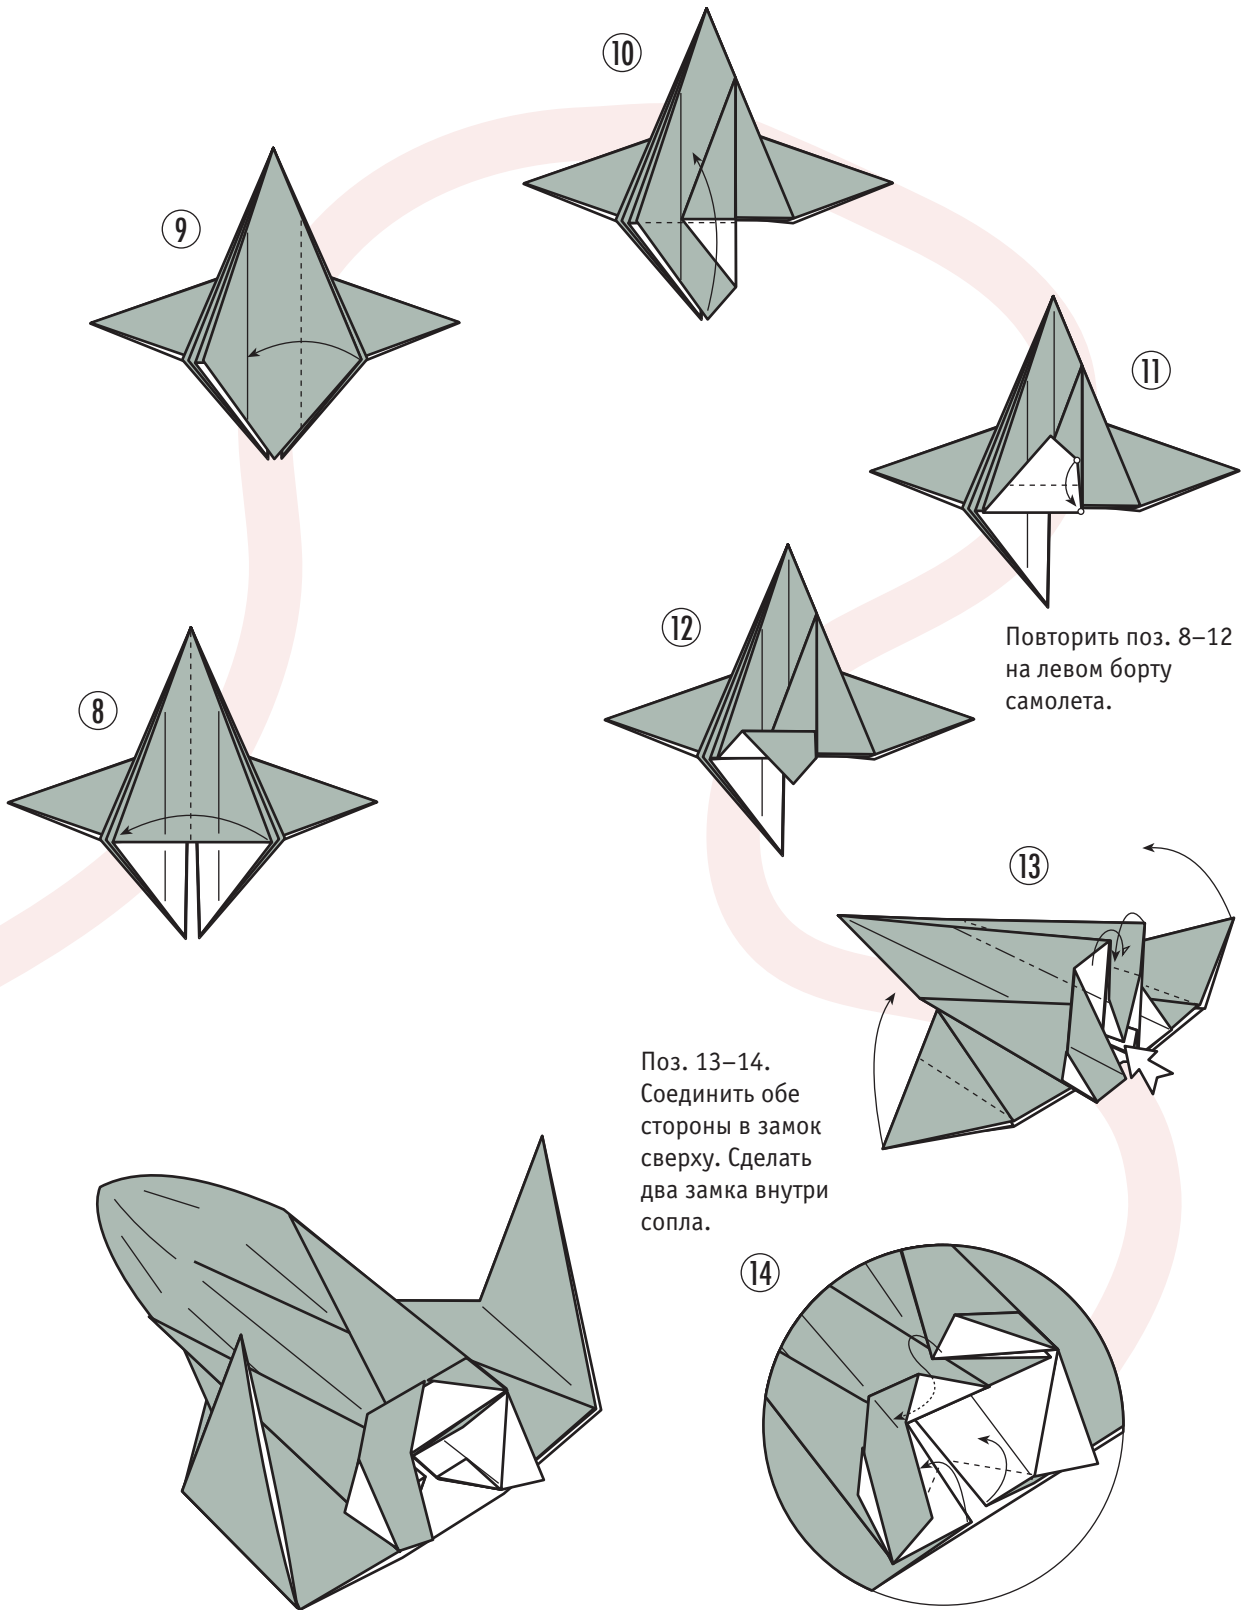 8
9
10
11
Повторить поз. 8–12
на левом борту
самолета.
12
13
Поз. 13–14.
Соединить обе
стороны в замок
сверху. Сделать
два замка внутри
сопла.
14